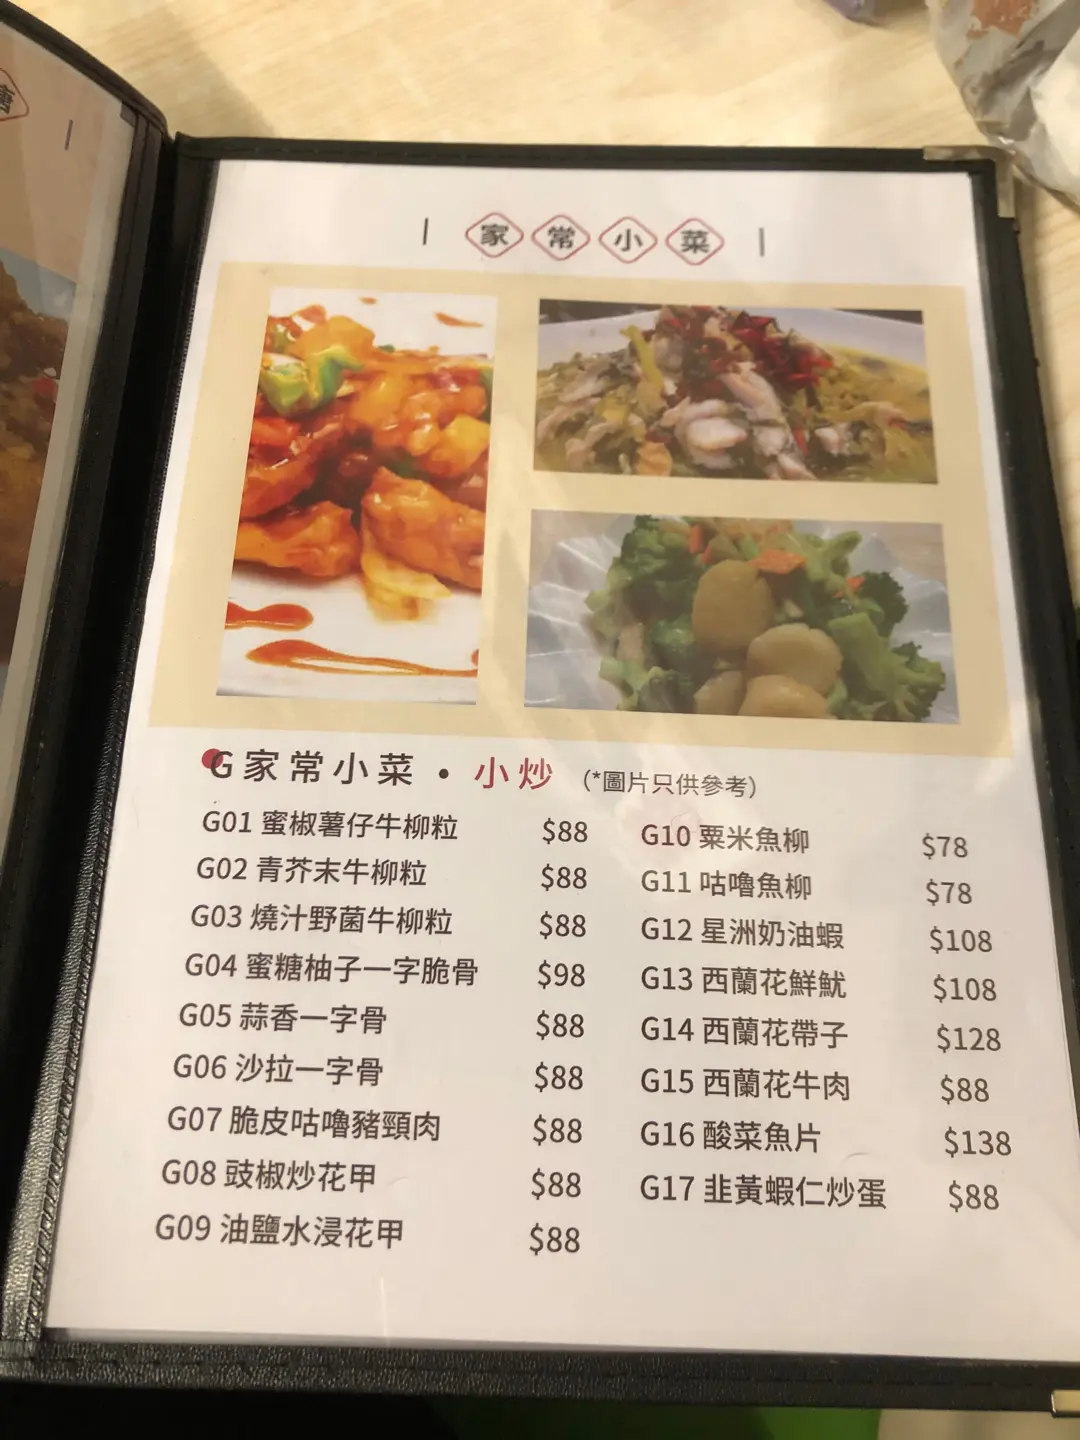 唐 |
| 家常小菜 |
G 家常小菜 • 小炒 (*圖片只供參考)
G01 蜜椒薯仔牛柳粒 $88
G02 青芥末牛柳粒 $88
G03 燒汁野菌牛柳粒 $88
G04 蜜糖柚子一字脆骨 $98
G05 蒜香一字骨 $88
G06 沙拉一字骨 $88
G07 脆皮咕嚕豬頸肉 $88
G08 豉椒炒花甲 $88
G09 油鹽水浸花甲 $88
G10 粟米魚柳 $78
G11 咕嚕魚柳 $78
G12 星洲奶油蝦 $108
G13 西蘭花鮮魷 $108
G14 西蘭花帶子 $128
G15 西蘭花牛肉 $88
G16 酸菜魚片 $138
G17 韭黃蝦仁炒蛋 $88